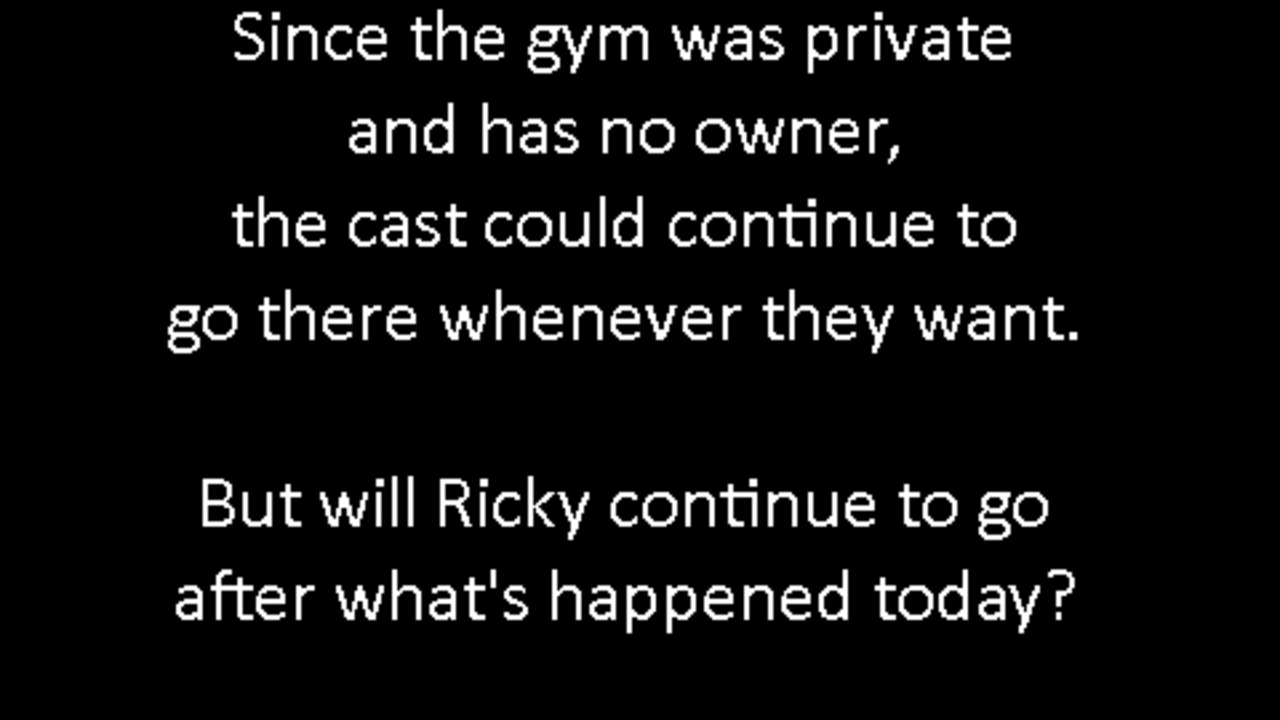 Since the gym was private
and has no owner,
the cast could continue to
go there whenever they want.
But will Ricky continue to go
after what's happened today?